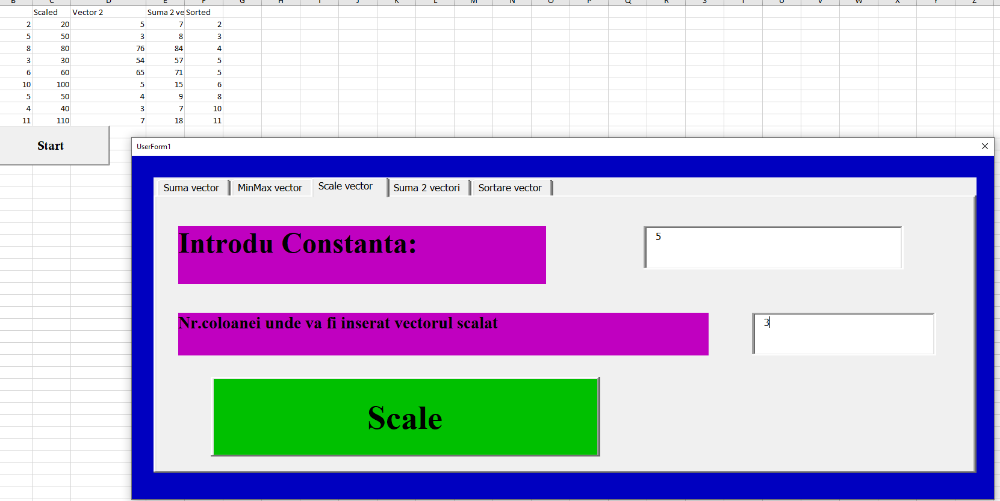 B C D E F G H I J K L M N O P Q R S T U V W X Y Z
Scaled Vector 2 Suma 2 ve Sorted
2 20 5 7 2
5 50 3 8 3
8 80 76 84 4
3 30 54 57 5
6 60 65 71 5
10 100 5 15 6
5 50 4 9 8
4 40 3 7 10
11 110 7 18 11
Start
UserForm1
Suma vector MinMax vector Scale vector Suma 2 vectori Sortare vector
Introdu Constanta:
5
Nr.coloanei unde va fi inserat vectorul scalat
3
Scale